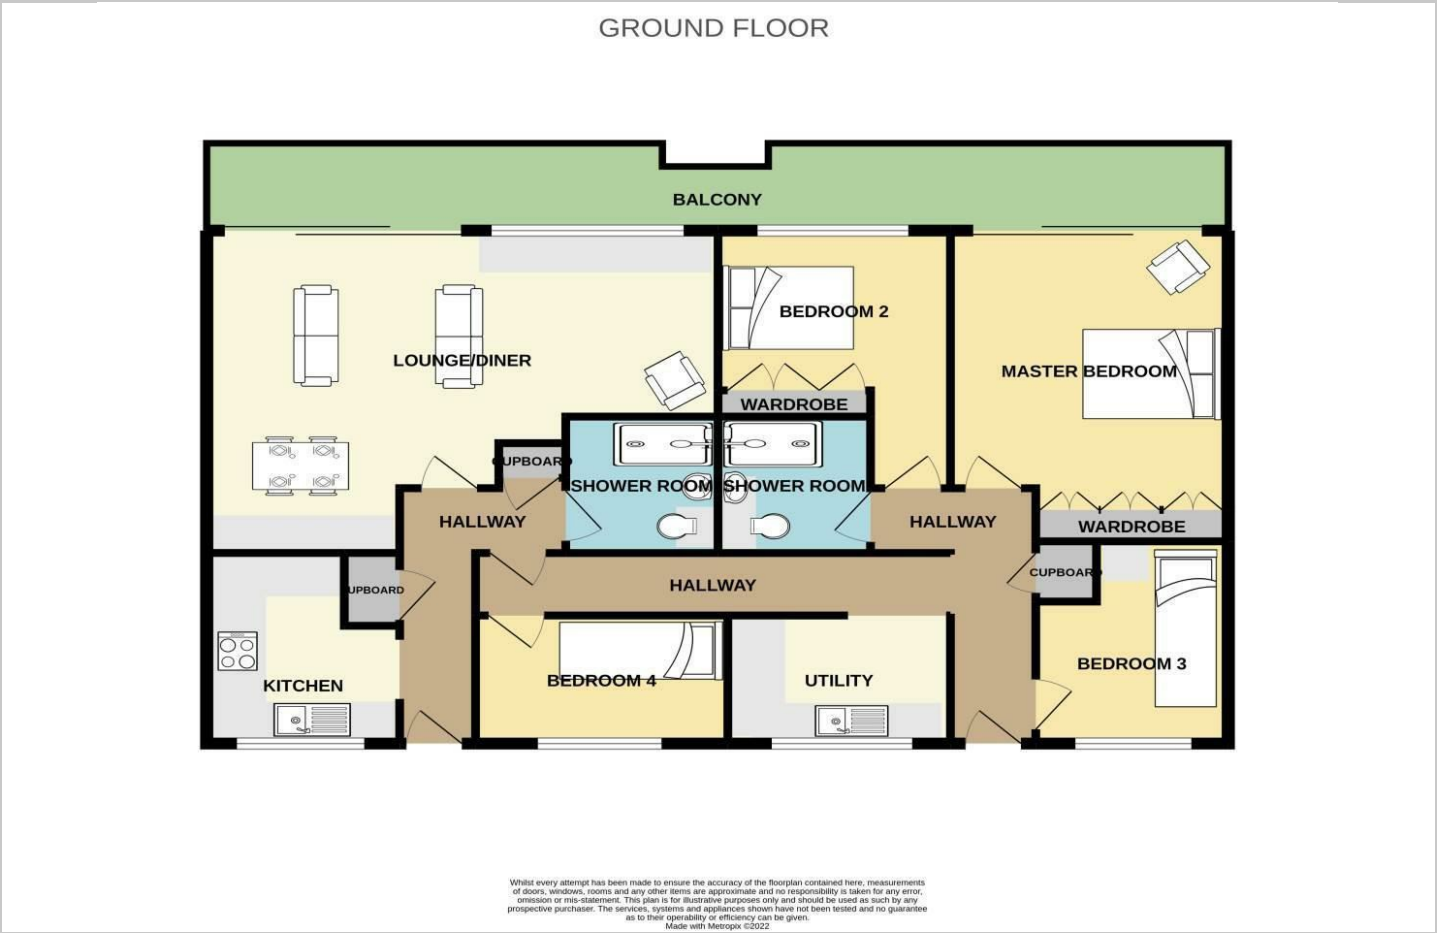 GROUND FLOOR
BALCONY
BEDROOM 2
LOUNGE/DINER
MASTER BEDROOM
WARDROBE
CUPBOARD
SHOWER ROOM
SHOWER ROOM
HALLWAY
HALLWAY
WARDROBE
HALLWAY
UPBOARD
CUPBOARD
KITCHEN
BEDROOM 4
UTILITY
BEDROOM 3
Whilst every attempt has been made to ensure the accuracy of the floorplan contained here, measurements
of doors, windows, rooms and any other items are approximate and no responsibility is taken for any error,
omission or mis-statement. This plan is for illustrative purposes only and should be used as such by any
prospective purchaser. The services, systems and appliances shown have not been tested and no guarantee
as to their operability or efficiency can be given.
Made with Metropix ©2022